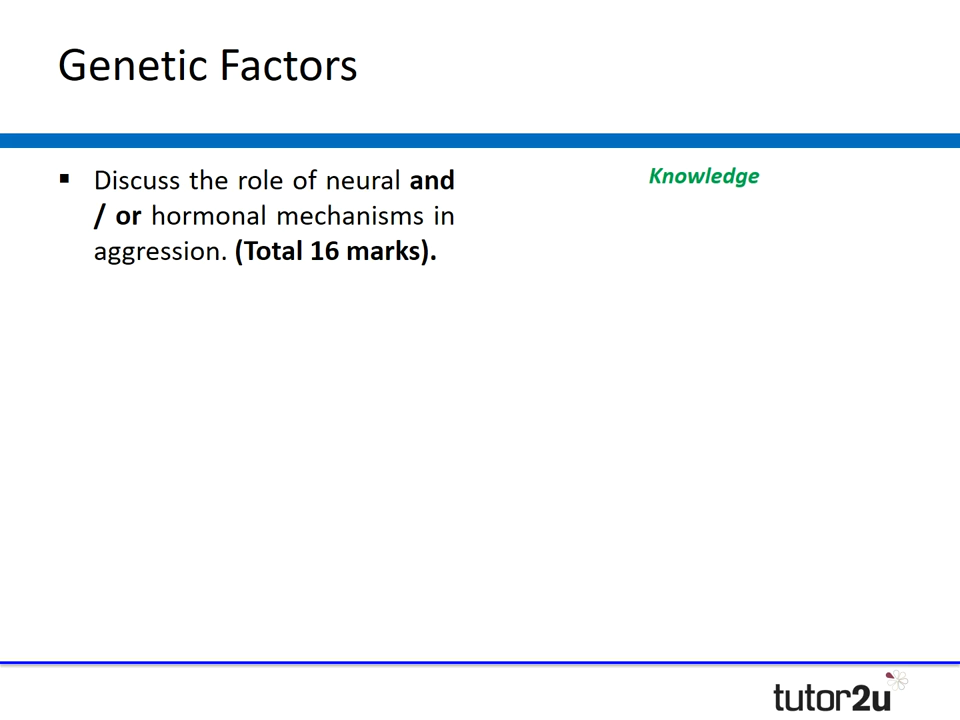 Genetic Factors
▪ Discuss the role of neural and
/ or hormonal mechanisms in
aggression. (Total 16 marks).
Knowledge
tutor2u